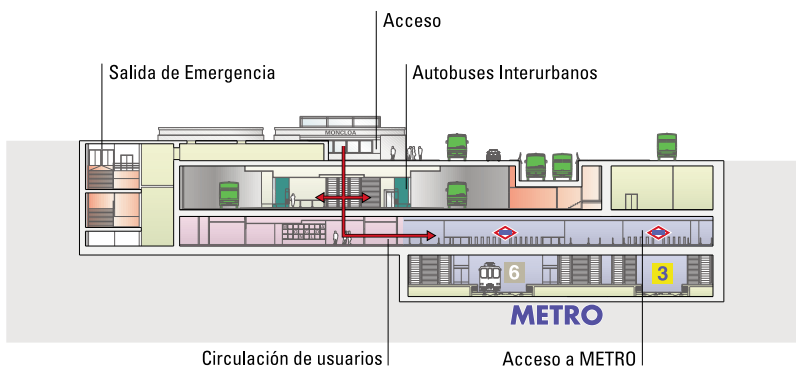 Acceso
Salida de Emergencia
Autobuses Interurbanos
MONCLOA
6
3
METRO
Circulación de usuarios
Acceso a METRO